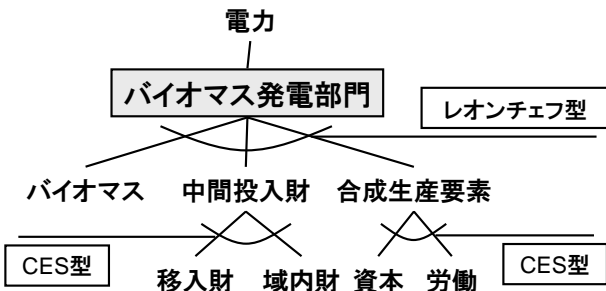 電力
バイオマス発電部門
レオンチェフ型
バイオマス 中間投入財 合成生産要素
CES型 CES型
移入財 域内財 資本 労働